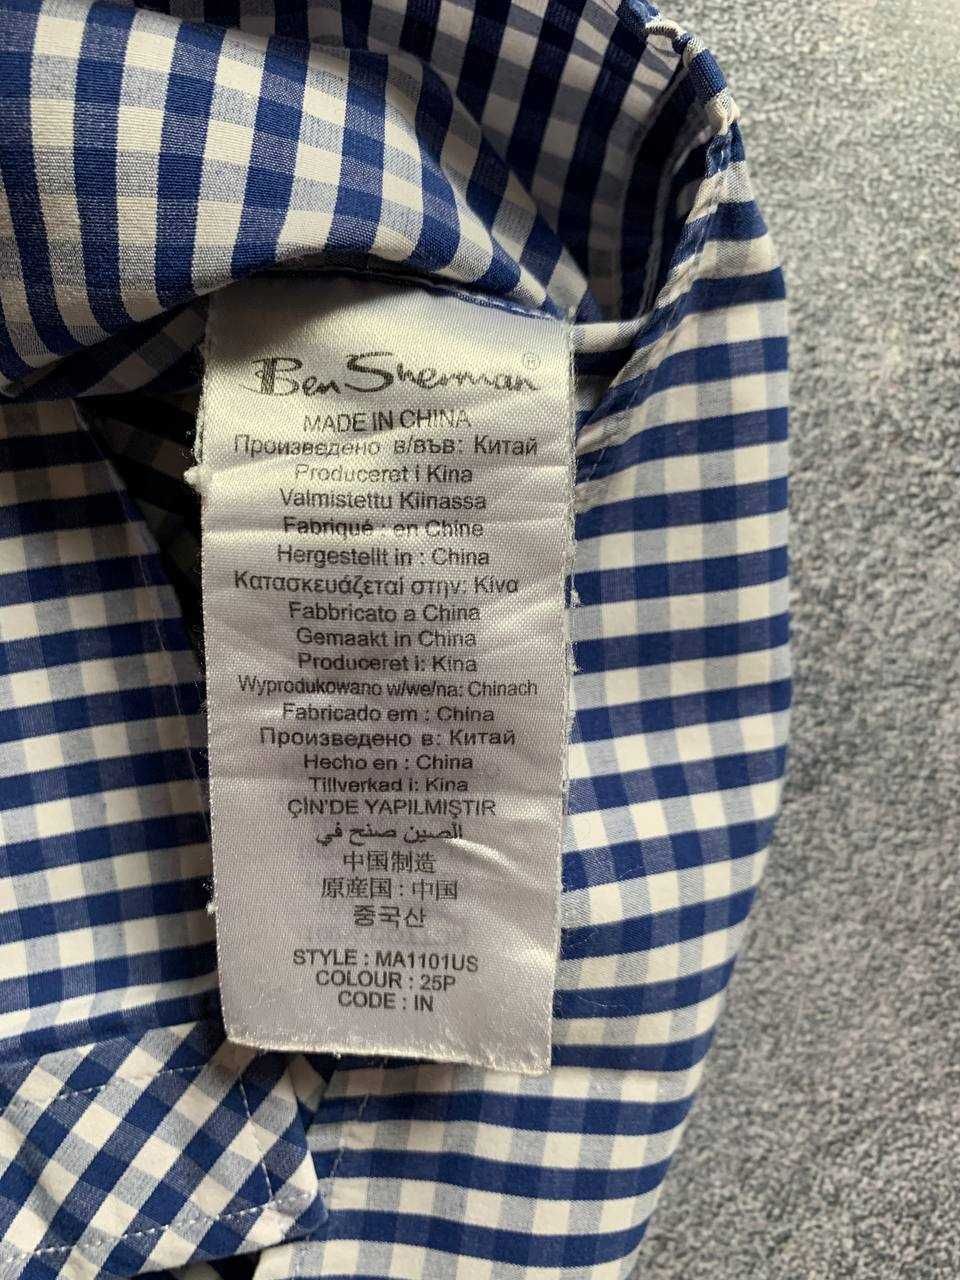 Ben Sherman®
MADE IN CHINA
Произведено в/във: Китай
Produceret i Kina
Valmistettu Kiinassa
Fabriqué : en Chine
Hergestellt in : China
Κατασκευάζεταί στην: Κίνα
Fabbricato a China
Gemaakt in China
Produceret i: Kina
Wyprodukowano w/we/na: Chinach
Fabricado em : China
Произведено в: Китай
Hecho en : China
Tillverkad i: Kina
ÇİN'DE YAPILMIŞTIR
الصين صنح في
中国制造
原産国 : 中国
중국산
STYLE : MA1101US
COLOUR : 25P
CODE : IN